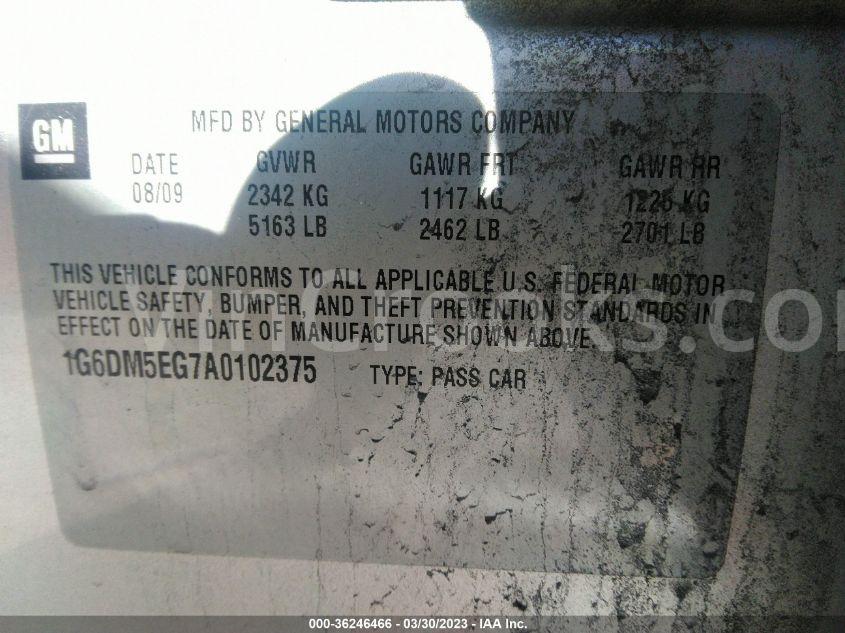 GM
MFD BY GENERAL MOTORS COMPANY
DATE GVWR GAWR FRT GAWR RR
08/09 2342 KG 1117 KG 1225 KG
5163 LB 2462 LB 2701 LB
THIS VEHICLE CONFORMS TO ALL APPLICABLE U.S. FEDERAL MOTOR
VEHICLE SAFETY, BUMPER, AND THEFT PREVENTION STANDARDS IN
EFFECT ON THE DATE OF MANUFACTURE SHOWN ABOVE.
1G6DM5EG7A0102375 TYPE: PASS CAR
000-36246466 - 03/30/2023 - IAA Inc.